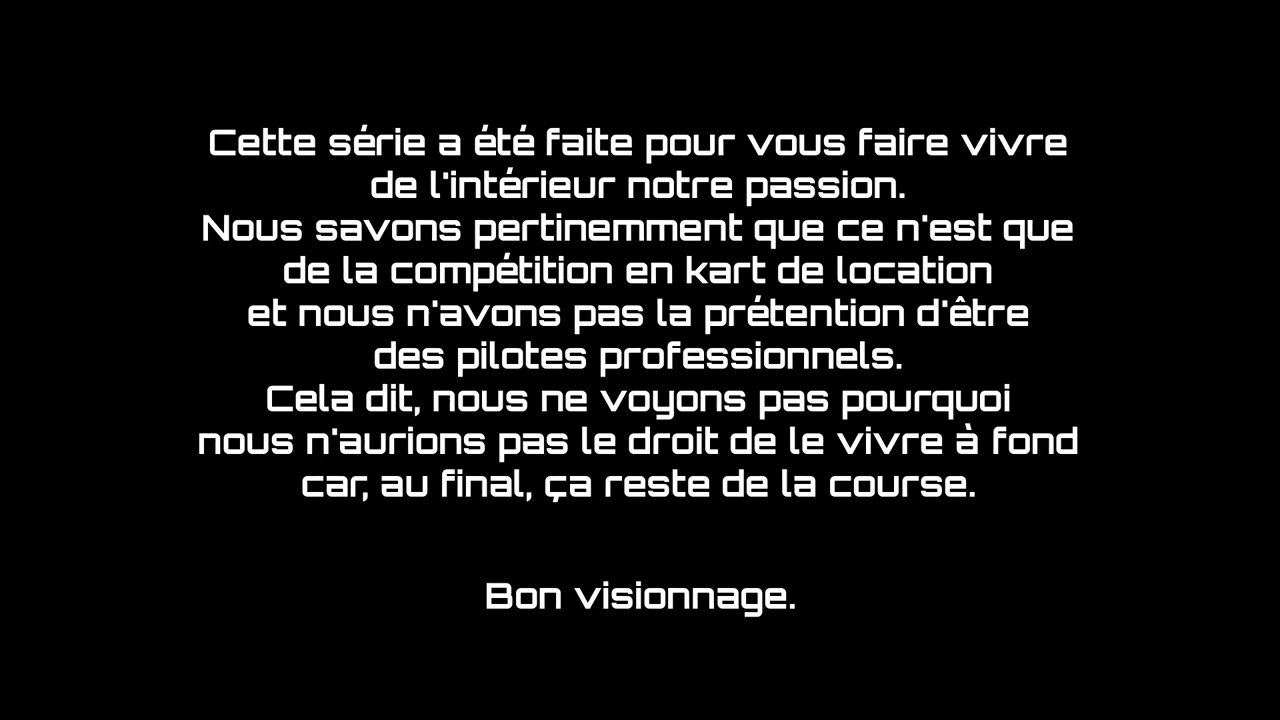 Cette série a été faite pour vous faire vivre
de l'intérieur notre passion.
Nous savons pertinemment que ce n'est que
de la compétition en kart de location
et nous n'avons pas la prétention d'être
des pilotes professionnels.
Cela dit, nous ne voyons pas pourquoi
nous n'aurions pas le droit de le vivre à fond
car, au final, ça reste de la course.
Bon visionnage.